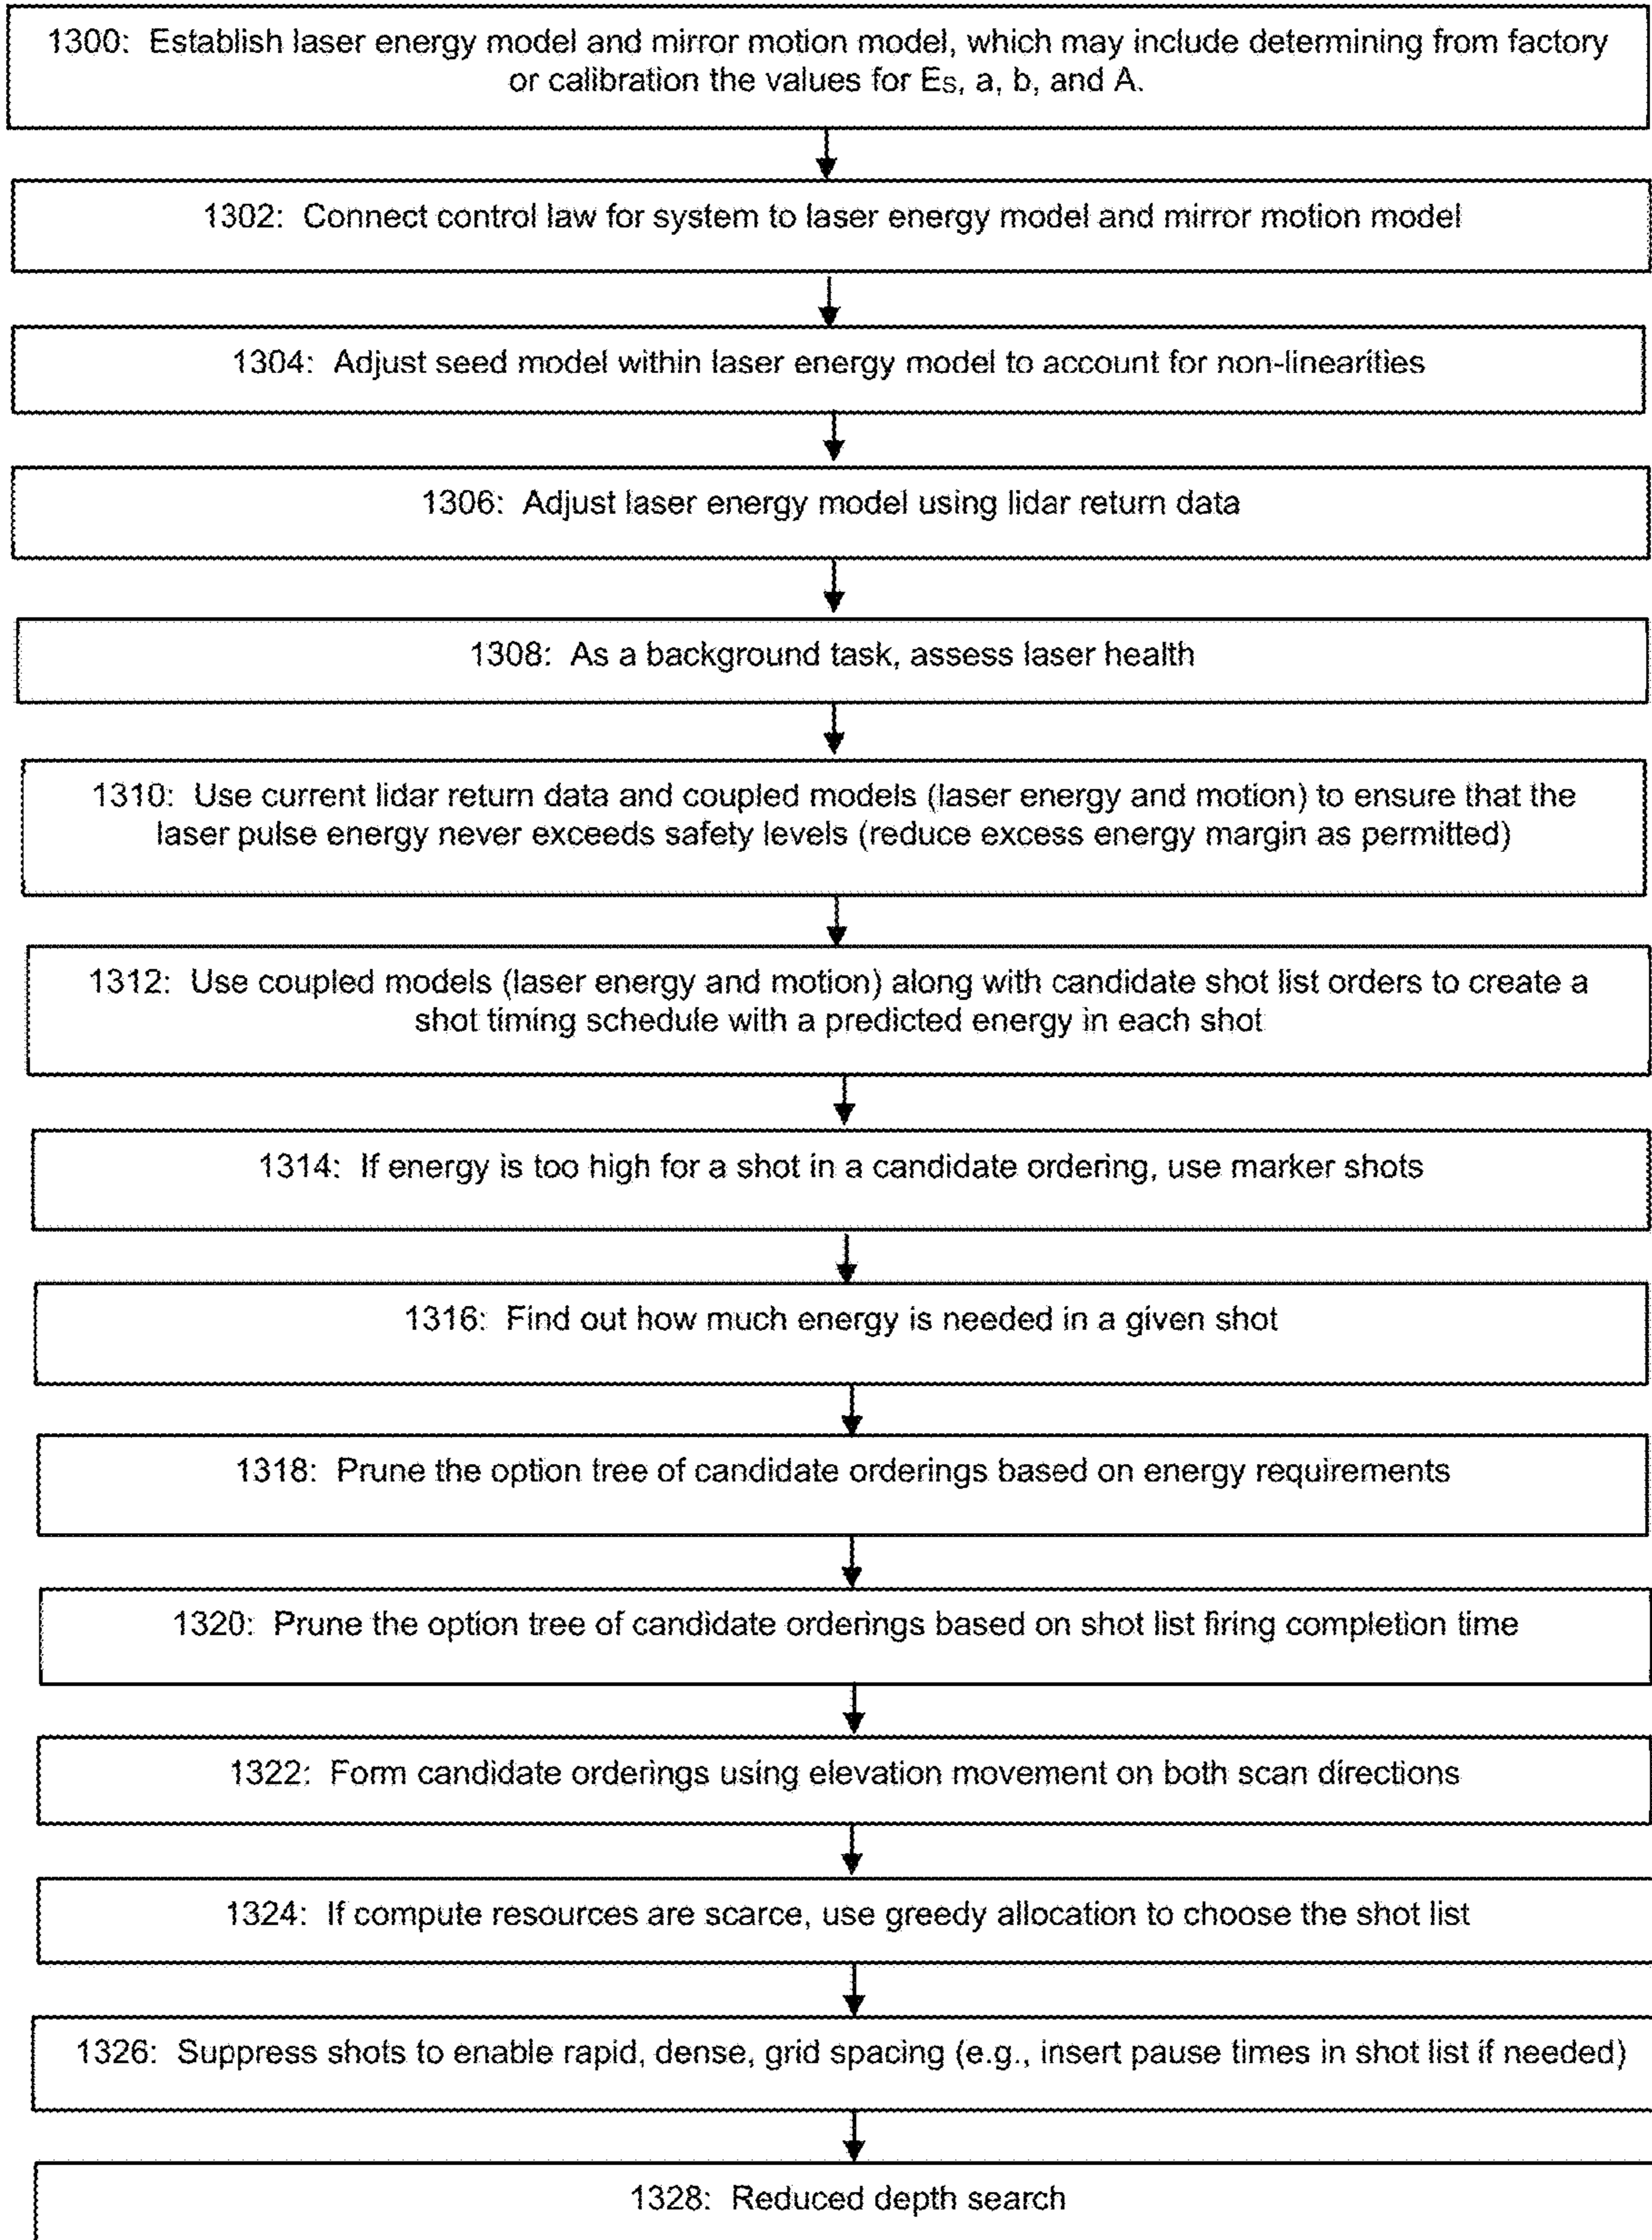 1300: Establish laser energy model and mirror motion model, which may include determining from factory
or calibration the values for Es, a, b, and A.
1302: Connect control law for system to laser energy model and mirror motion model
1304: Adjust seed model within laser energy model to account for non-linearities
1306: Adjust laser energy model using lidar return data
1308: As a background task, assess laser health
1310: Use current lidar return data and coupled models (laser energy and motion) to ensure that the
laser pulse energy never exceeds safety levels (reduce excess energy margin as permitted)
1312: Use coupled models (laser energy and motion) along with candidate shot list orders to create a
shot timing schedule with a predicted energy in each shot
1314: If energy is too high for a shot in a candidate ordering, use marker shots
1316: Find out how much energy is needed in a given shot
1318: Prune the option tree of candidate orderings based on energy requirements
1320: Prune the option tree of candidate orderings based on shot list firing completion time
1322: Form candidate orderings using elevation movement on both scan directions
1324: If compute resources are scarce, use greedy allocation to choose the shot list
1326: Suppress shots to enable rapid, dense, grid spacing (e.g., insert pause times in shot list if needed)
1328: Reduced depth search